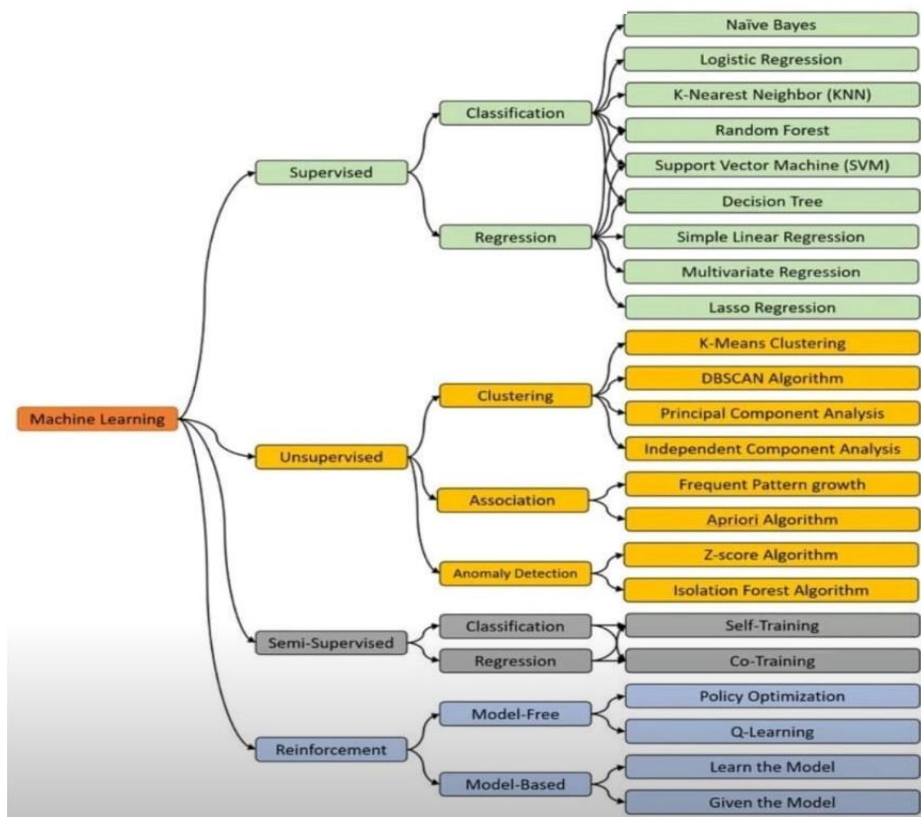 Naïve Bayes
Logistic Regression
K-Nearest Neighbor (KNN)
Classification
Random Forest
Support Vector Machine (SVM)
Supervised
Decision Tree
Regression
Simple Linear Regression
Multivariate Regression
Lasso Regression
K-Means Clustering
DBSCAN Algorithm
Clustering
Principal Component Analysis
Machine Learning
Independent Component Analysis
Unsupervised
Frequent Pattern growth
Association
Apriori Algorithm
Z-score Algorithm
Anomaly Detection
Isolation Forest Algorithm
Classification
Self-Training
Semi-Supervised
Regression
Co-Training
Policy Optimization
Model-Free
Q-Learning
Reinforcement
Learn the Model
Model-Based
Given the Model